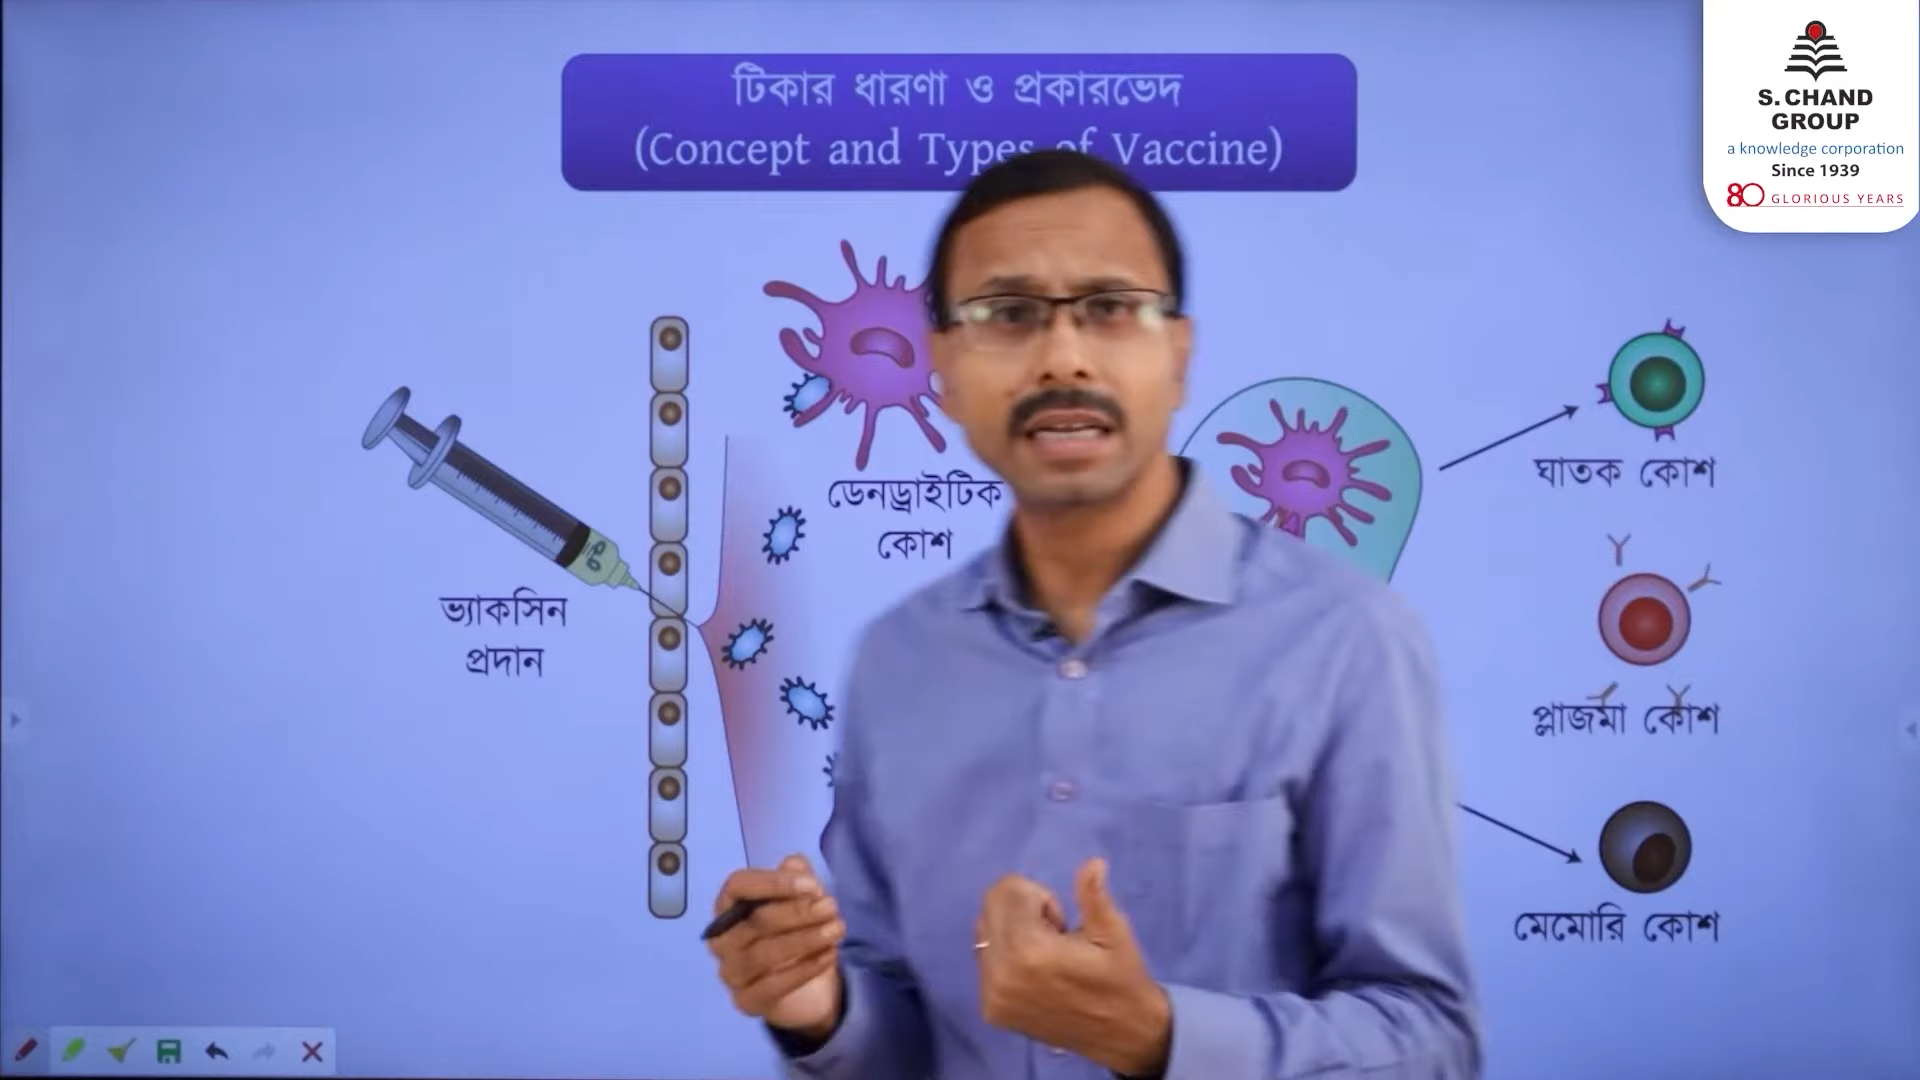 টিকার ধারণা ও প্রকারভেদ
(Concept and Types of Vaccine)
S. CHAND
GROUP
a knowledge corporation
Since 1939
80 GLORIOUS YEARS
ডেনড্রাইটিক
কোশ
ভ্যাকসিন
প্রদান
ঘাতক কোশ
প্লাজমা কোশ
মেমোরি কোশ